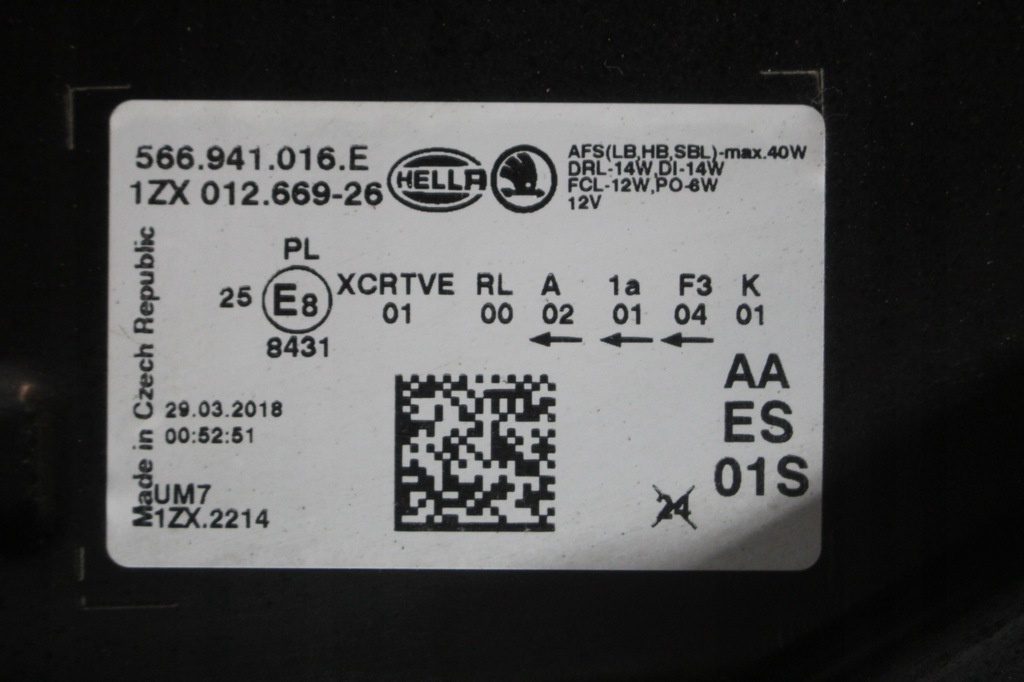 566.941.016.E
1ZX 012.669-26
HELLA
AFS(LB,HB,SBL)-max.40W
DRL-14W,DI-14W
FCL-12W,PO-6W
12V
Made in Czech Republic
PL
25 E8 XCRTVE RL A 1a F3 K
01 00 02 01 04 01
8431
29.03.2018
00:52:51
AA
ES
01S
UM7
1ZX.2214
24